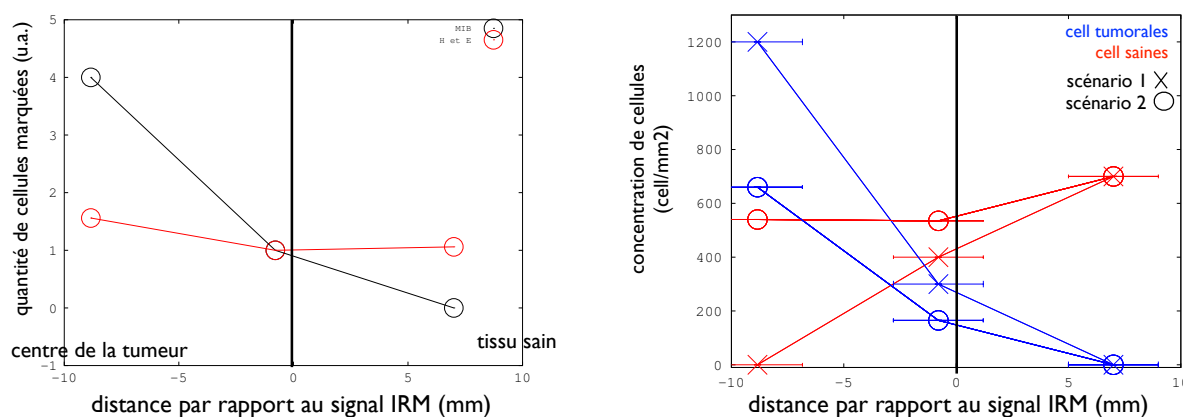 quantité de cellules marquées (u.a.)
5
4
3
2
1
0
−1
MIB
H et E
centre de la tumeur
tissu sain
−10
−5
0
5
10
distance par rapport au signal IRM (mm)
concentration de cellules
(cell/mm2)
1200
1000
800
600
400
200
0
cell tumorales
cell saines
scénario 1
scénario 2
−10
−5
0
5
10
distance par rapport au signal IRM (mm)